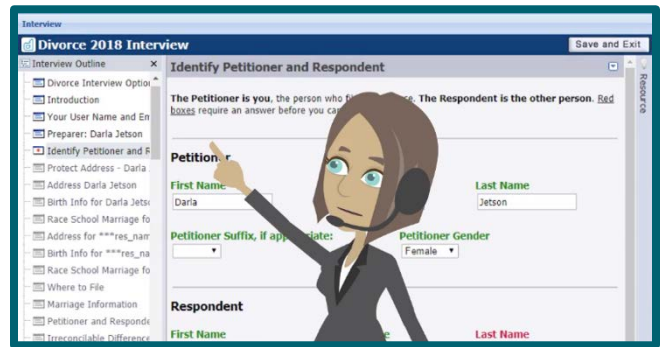 Interview
Divorce 2018 Interview
Save and Exit
Interview Outline
Divorce Interview Option
Introduction
Your User Name and Em
Preparer: Darla Jetson
Identify Petitioner and R
Protect Address - Darla
Address Darla Jetson
Birth Info for Darla Jetso
Race School Marriage fo
Address for ***res_nam
Birth Info for ***res_na
Race School Marriage fo
Where to File
Marriage Information
Petitioner and Responde
Irreconcilable Difference
Identify Petitioner and Respondent
Resource
The Petitioner is you, the person who The Respondent is the other person. Red
boxes require an answer before you
Petitioner
First Name Last Name
Darla Jetson
Petitioner Suffix, if Petitioner Gender
Female
Respondent
First Name Last Name